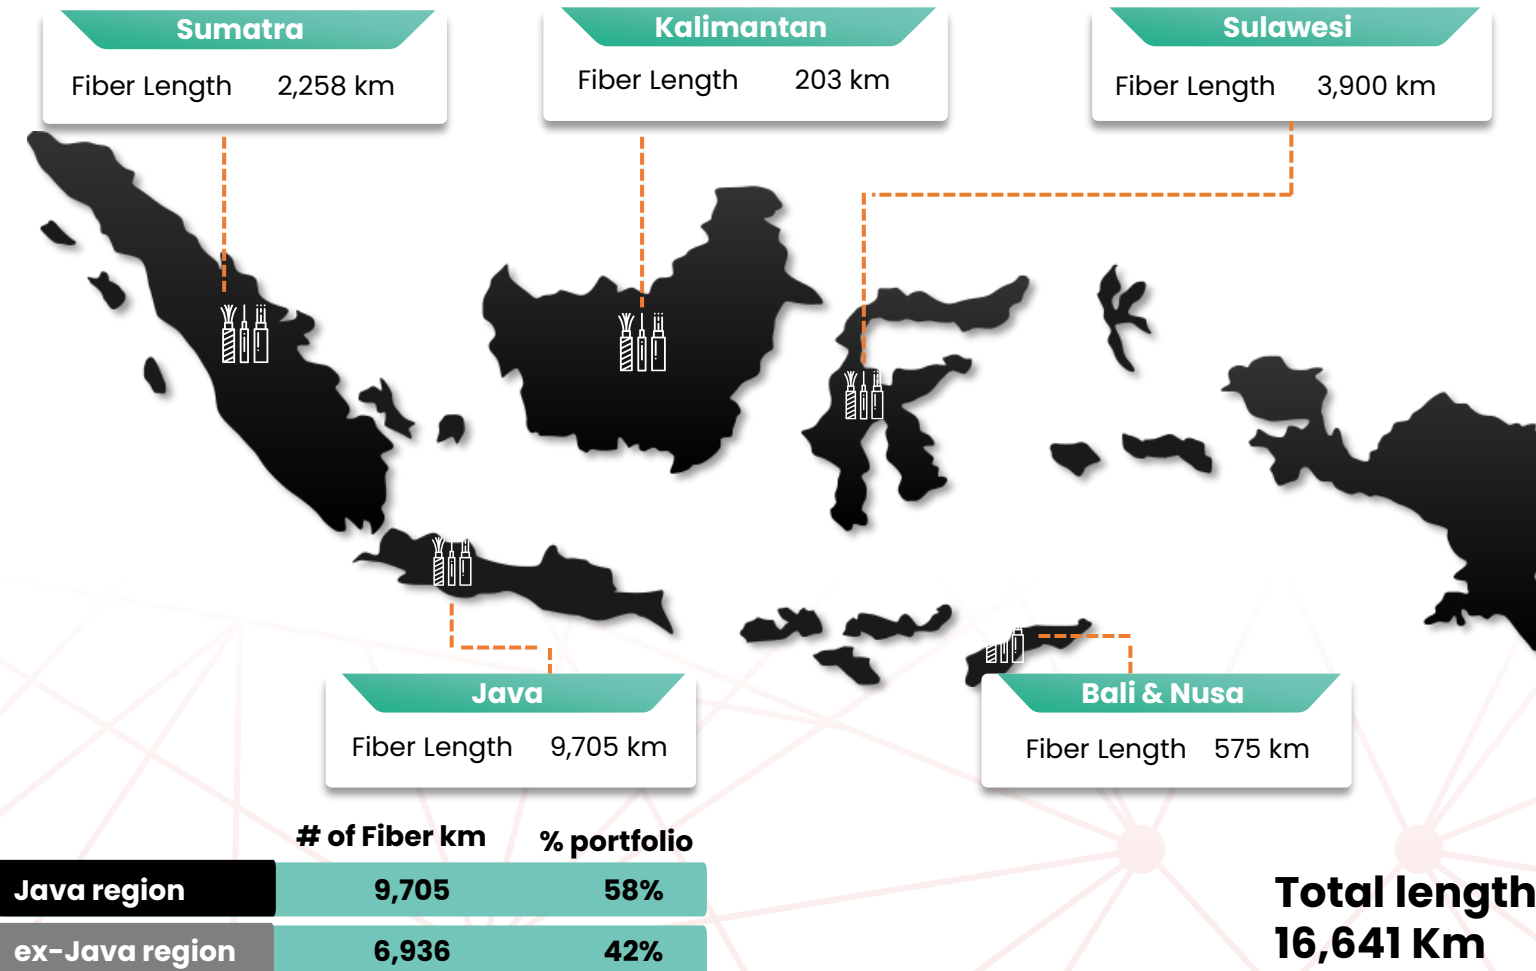 Sumatra
Fiber Length 2,258 km
Kalimantan
Fiber Length 203 km
Sulawesi
Fiber Length 3,900 km
Java
Fiber Length 9,705 km
Bali & Nusa
Fiber Length 575 km
# of Fiber km % portfolio
Java region 9,705 58%
ex-Java region 6,936 42%
Total length
16,641 Km